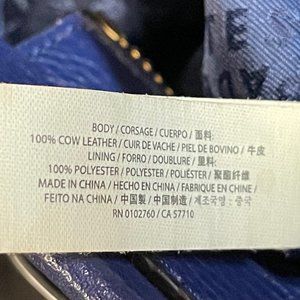 BODY / CORSAGE / CUERPO / 面料:
100% COW LEATHER / CUIR DE VACHE / PIEL DE BOVINO / 牛皮
LINING / FORRO / DOUBLURE / 里料:
100% POLYESTER / POLYESTER / POLIÉSTER / 聚酯纤维
MADE IN CHINA / HECHO EN CHINA / FABRIQUE EN CHINE /
FEITO NA CHINA / 中国製 / 中国制造 / 제조국명 - 중국
RN 0102760 / CA 57710